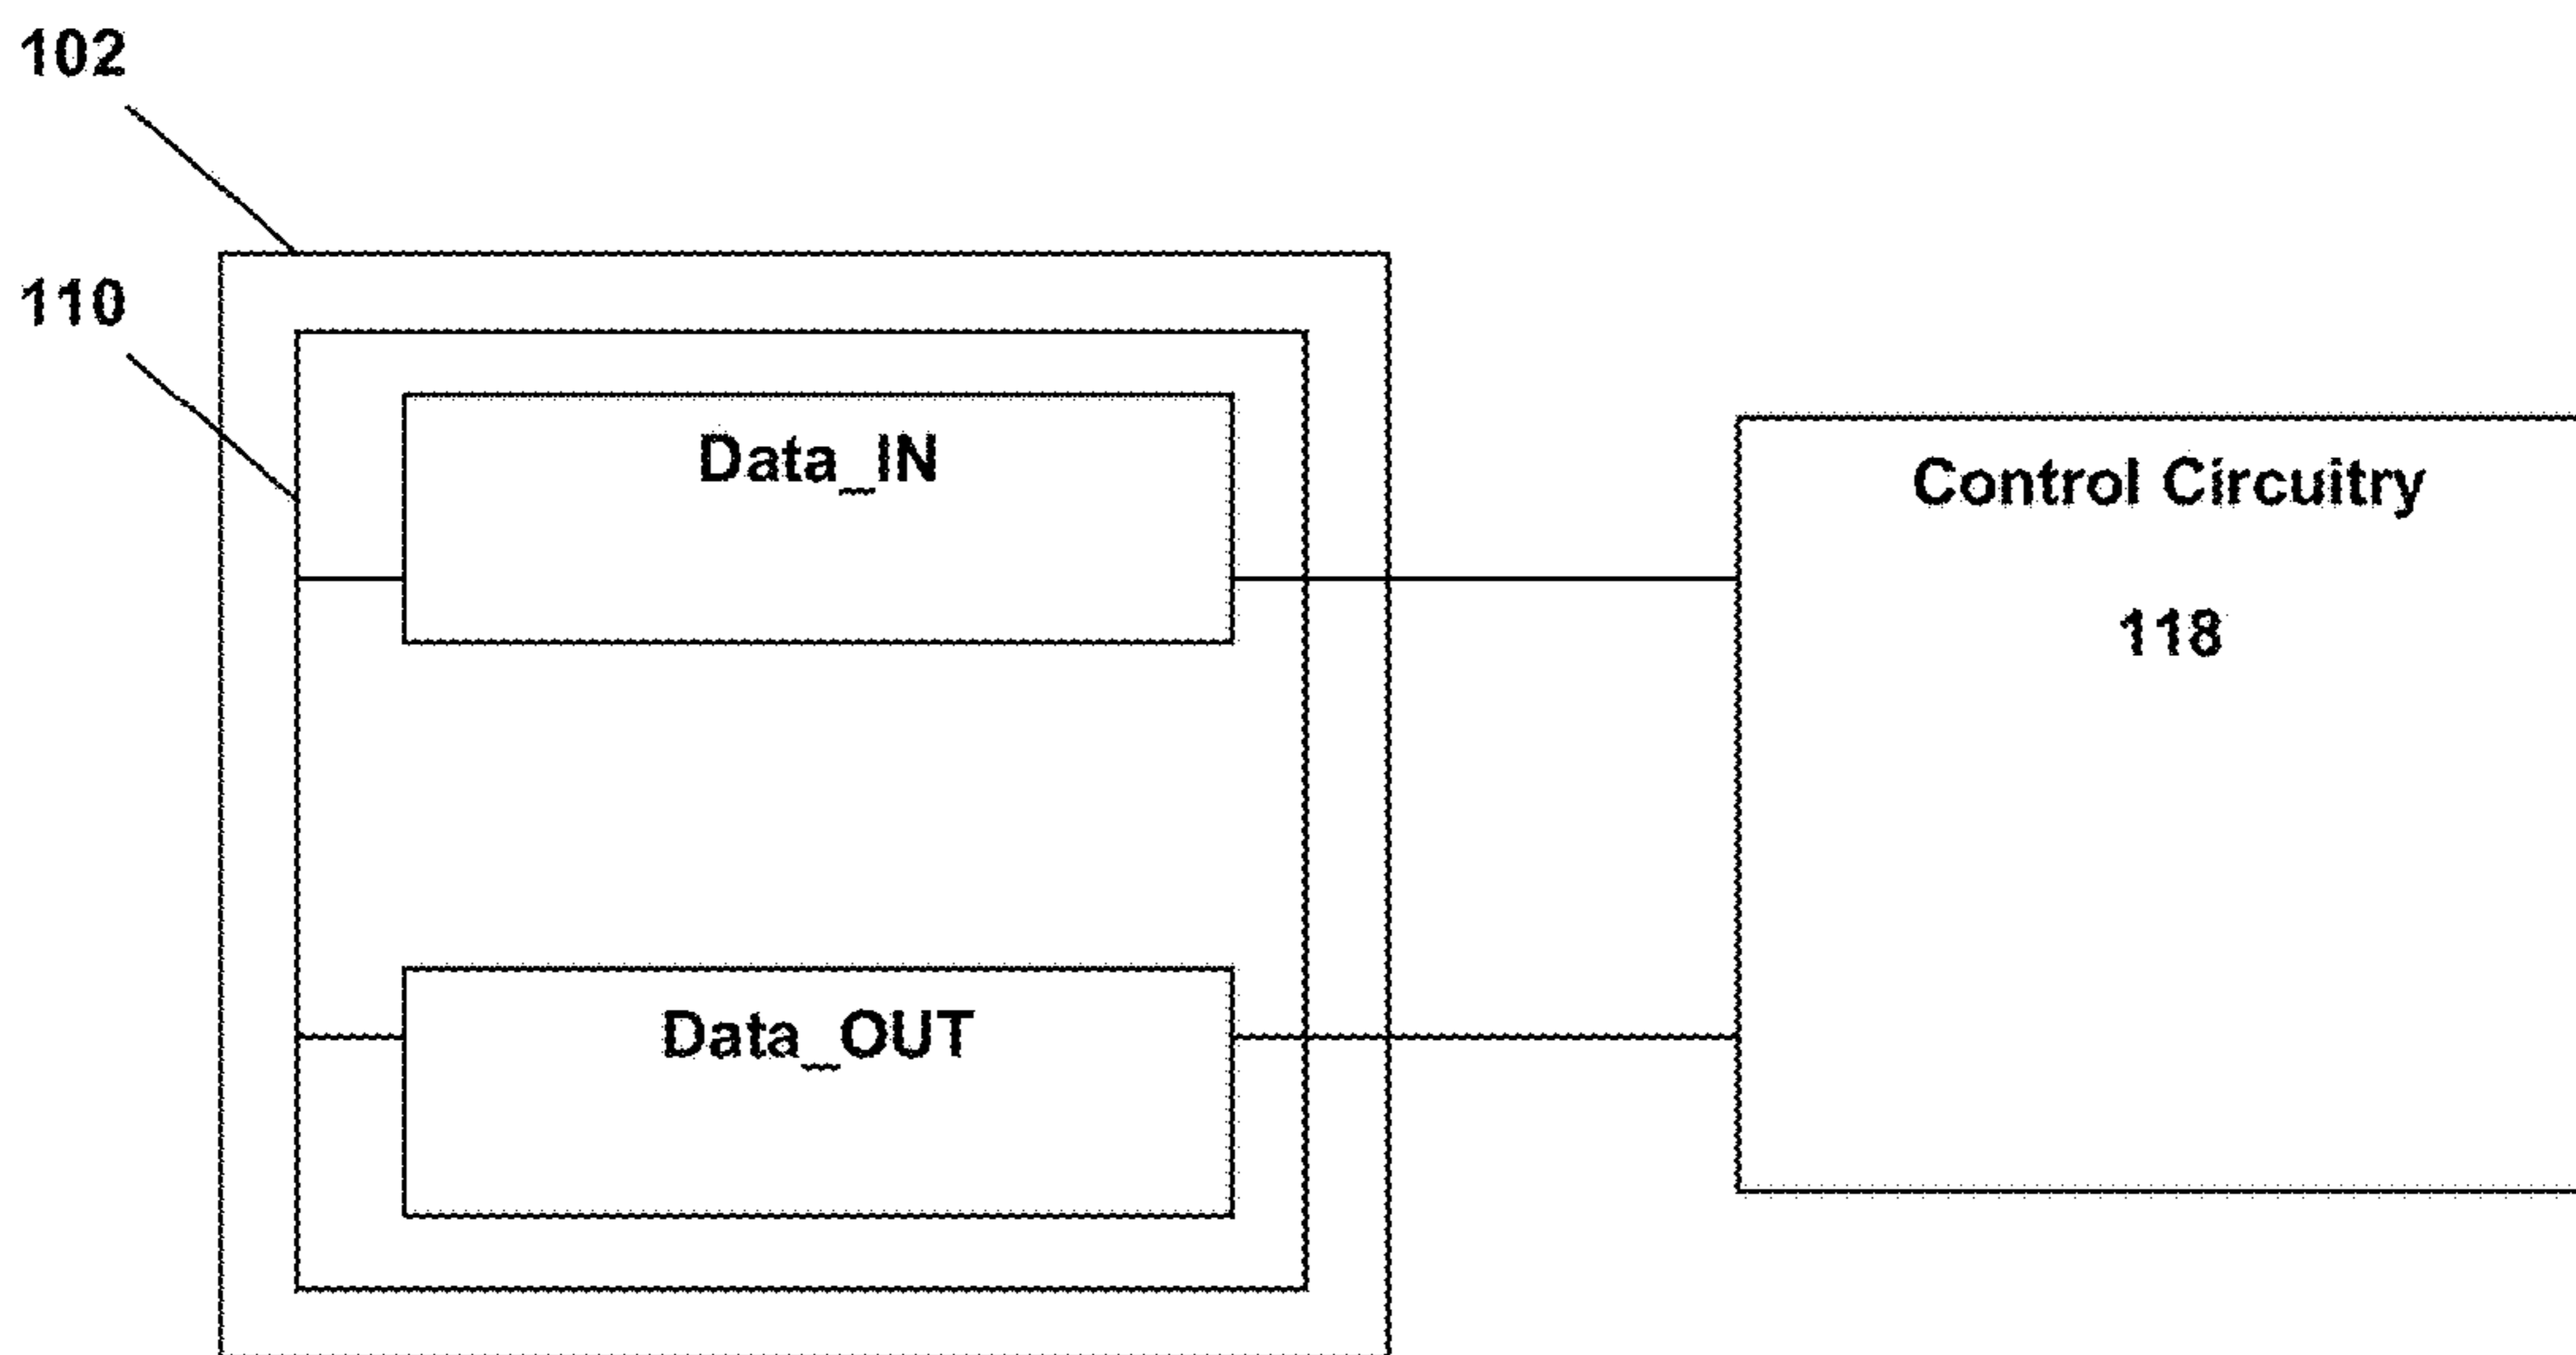 102
110
Data_IN
Control Circuitry
118
Data_OUT